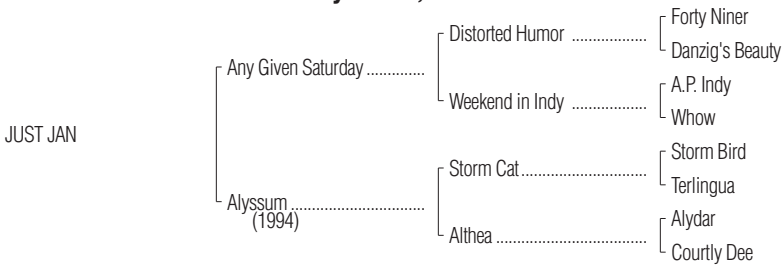 Forty Niner
Distorted Humor ..................
Danzig's Beauty
Any Given Saturday ..............
A.P. Indy
Weekend in Indy ..................
Whow
JUST JAN
Storm Bird
Storm Cat ..............................
Terlingua
Alyssum ................................
(1994)
Alydar
Althea ....................................
Courtly Dee